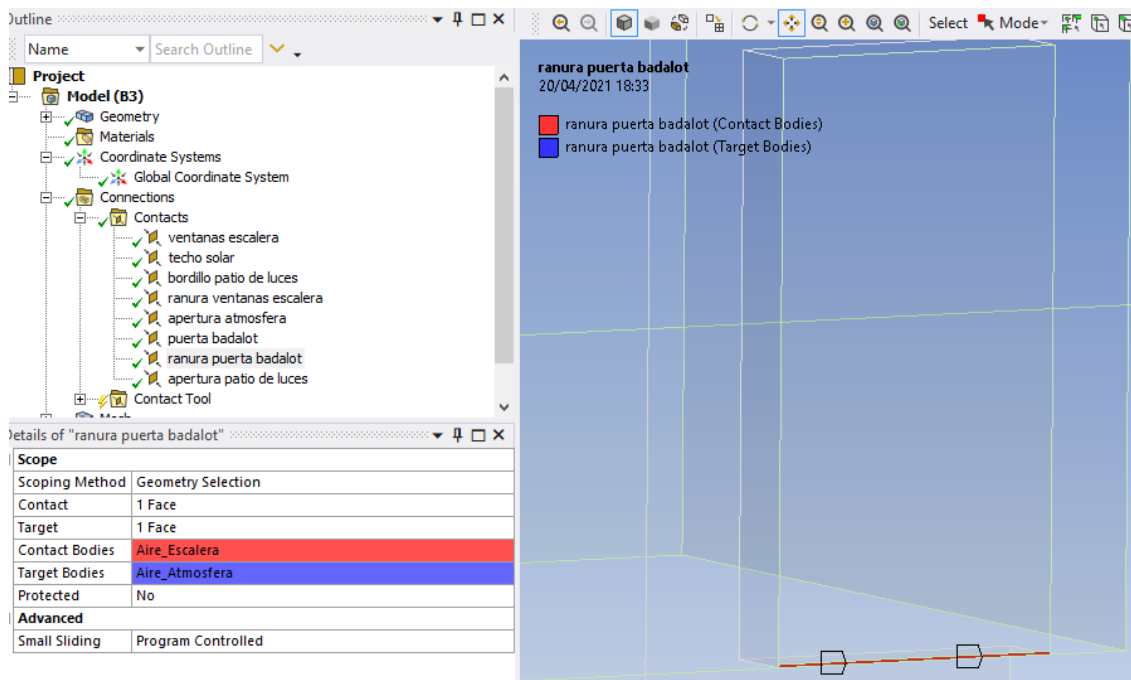 Outline
Name
Search Outline
Project
Model (B3)
Geometry
Materials
Coordinate Systems
Global Coordinate System
Connections
Contacts
ventanas escalera
techo solar
bordillo patio de luces
ranura ventanas escalera
apertura atmosfera
puerta badalot
ranura puerta badalot
apertura patio de luces
Contact Tool
Details of "ranura puerta badalot"
Scope
Scoping Method Geometry Selection
Contact 1 Face
Target 1 Face
Contact Bodies Aire_Escalera
Target Bodies Aire_Atmosfera
Protected No
Advanced
Small Sliding Program Controlled
Select Mode
ranura puerta badalot
20/04/2021 18:33
ranura puerta badalot (Contact Bodies)
ranura puerta badalot (Target Bodies)